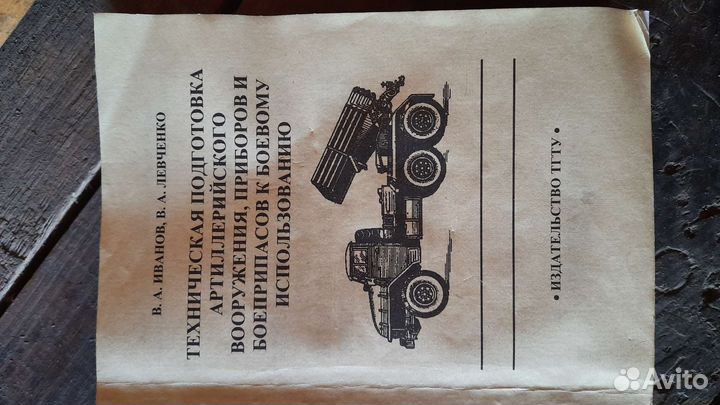 В. А. ИВАНОВ, В. А. ЛЕВЧЕНКО
ТЕХНИЧЕСКАЯ ПОДГОТОВКА
АРТИЛЛЕРИЙСКОГО
ВООРУЖЕНИЯ, ПРИБОРОВ И
БОЕПРИПАСОВ К БОЕВОМУ
ИСПОЛЬЗОВАНИЮ
• ИЗДАТЕЛЬСТВО ТГТУ •
Avito